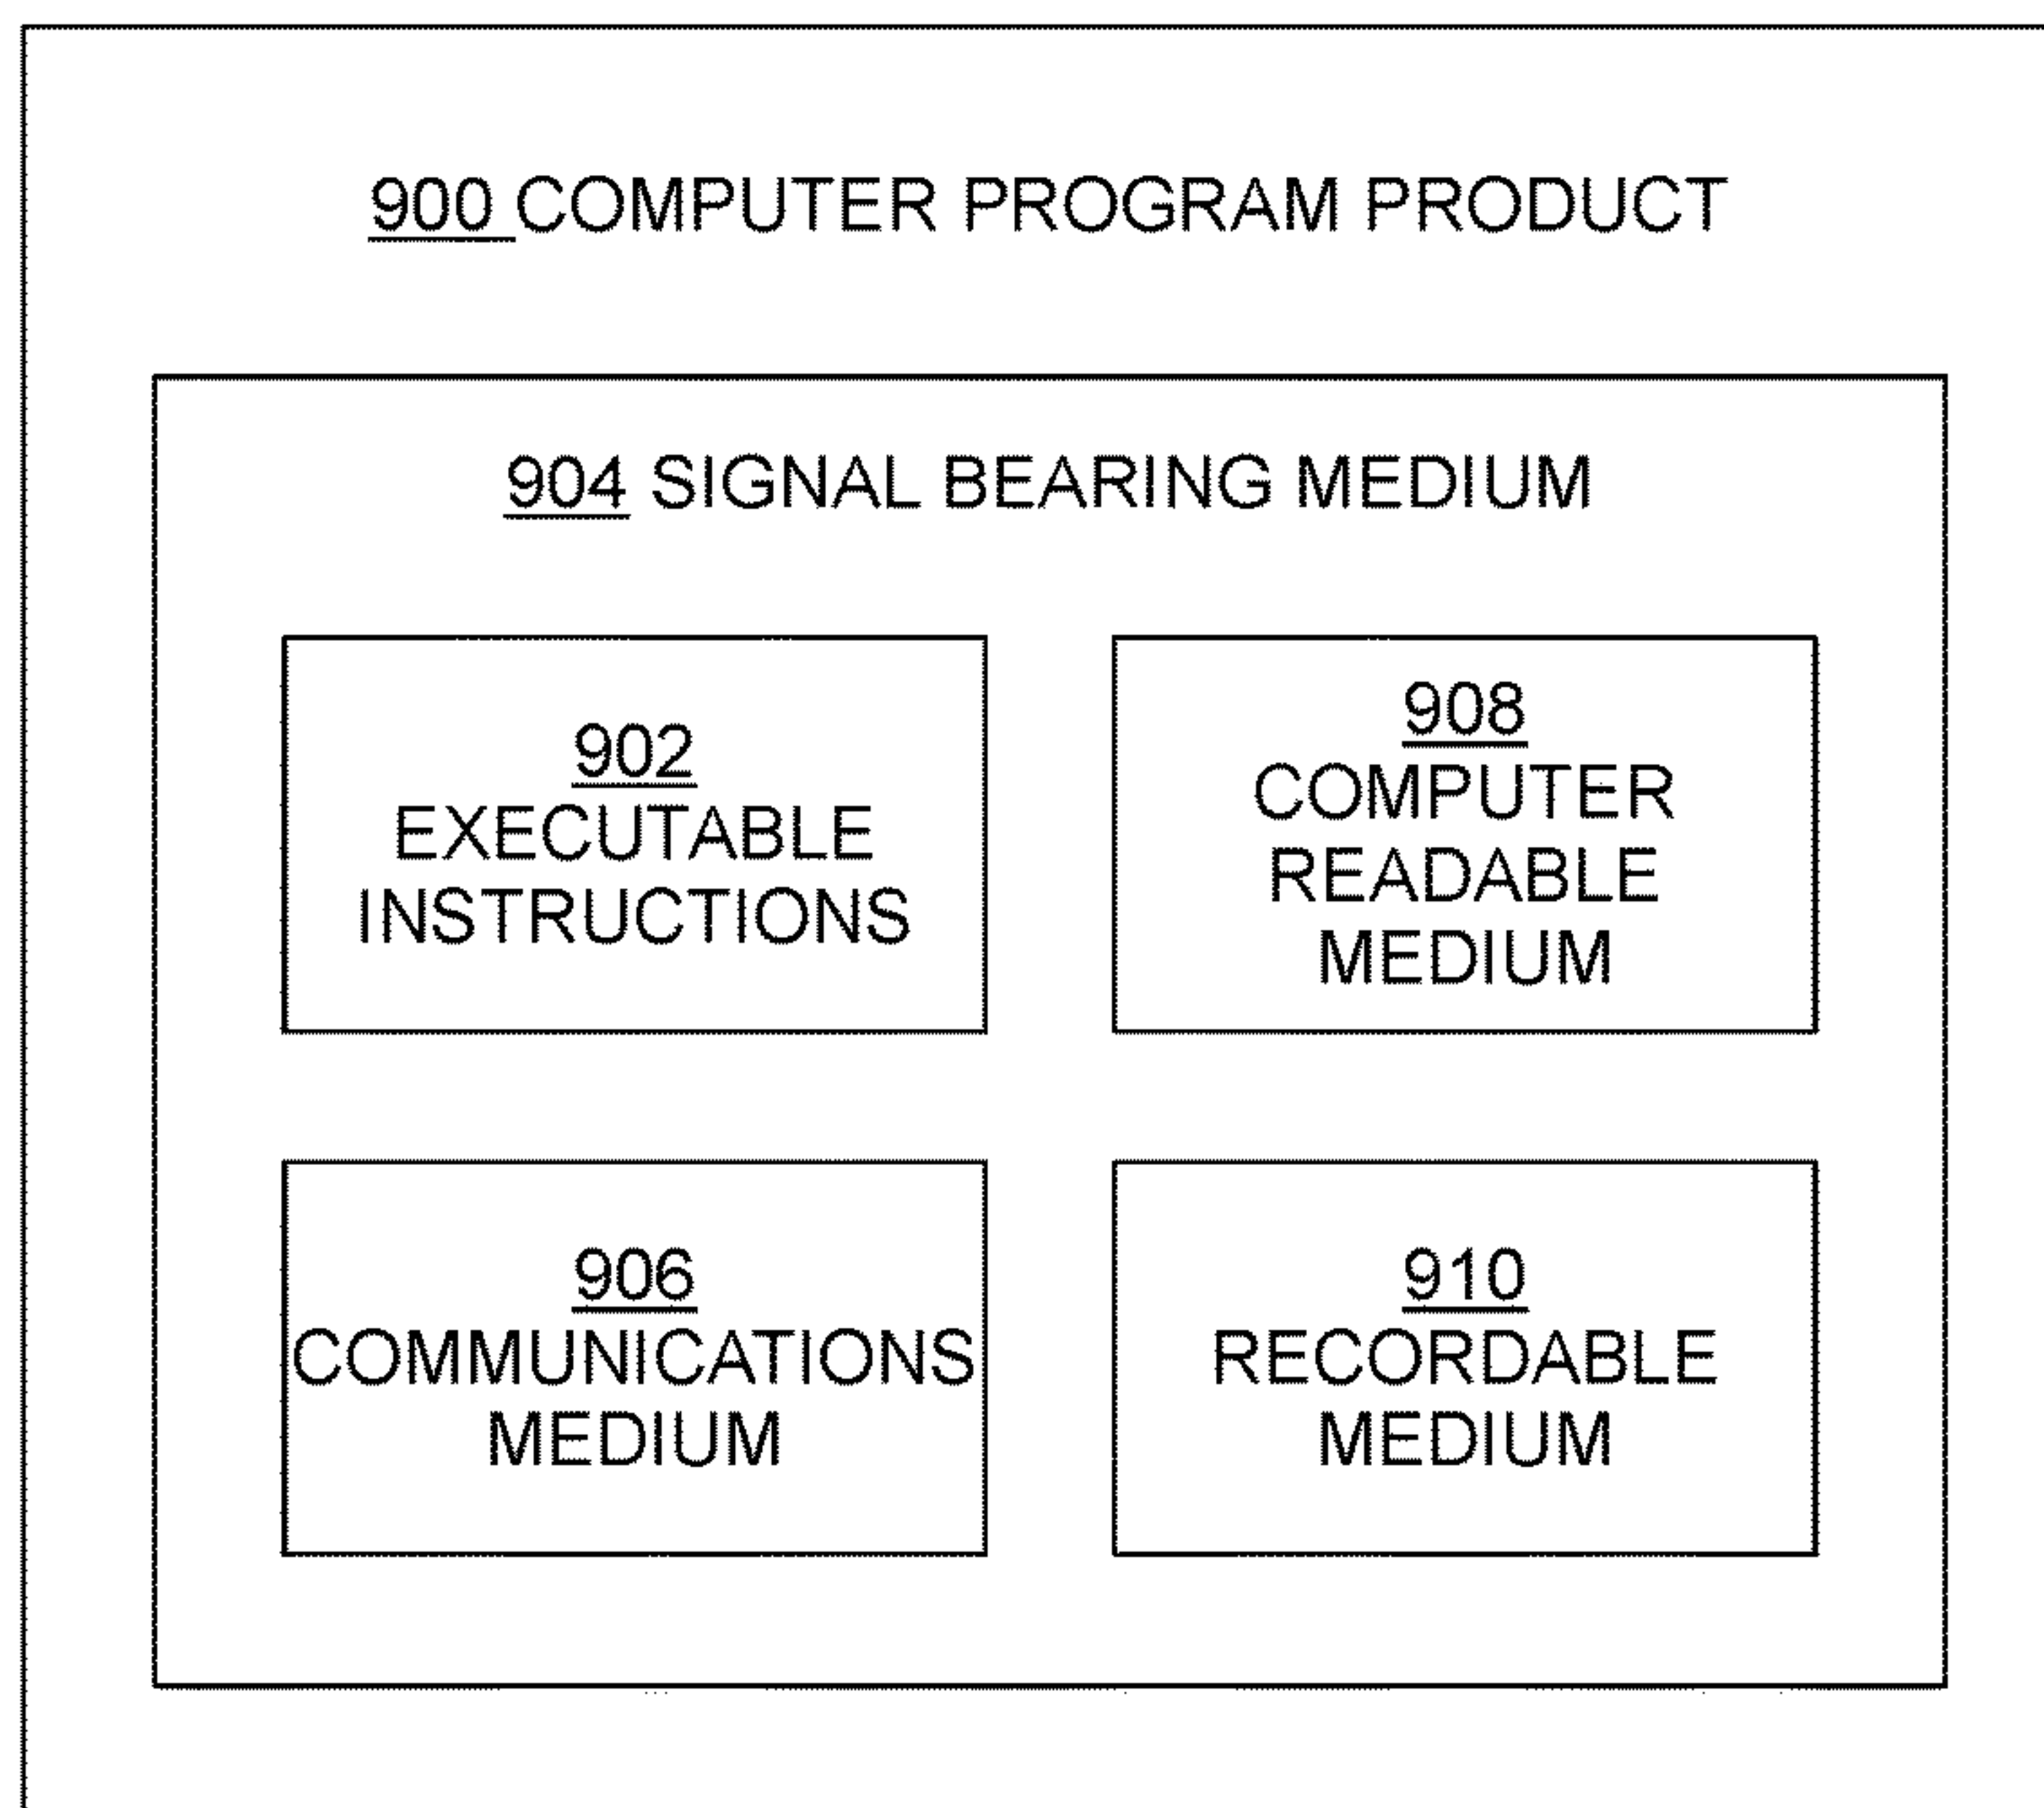 900 COMPUTER PROGRAM PRODUCT
904 SIGNAL BEARING MEDIUM
902
EXECUTABLE
INSTRUCTIONS
908
COMPUTER
READABLE
MEDIUM
906
COMMUNICATIONS
MEDIUM
910
RECORDABLE
MEDIUM